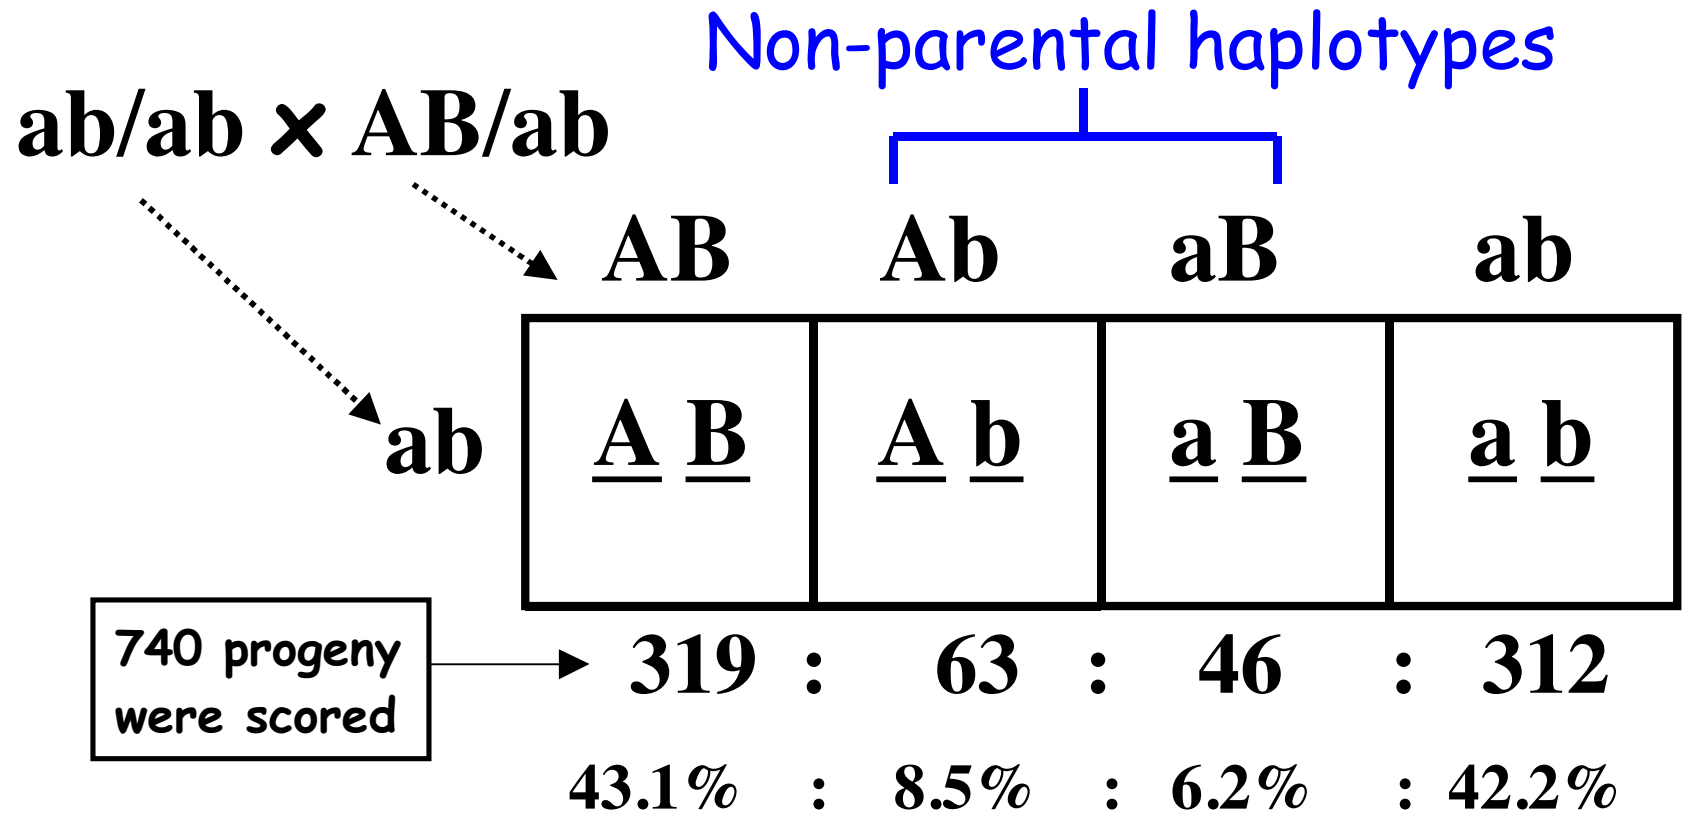 Non-parental haplotypes
ab/ab x AB/ab
AB Ab aB ab
ab A B A b a B a b
740 progeny
were scored
319 : 63 : 46 : 312
43.1% : 8.5% : 6.2% : 42.2%